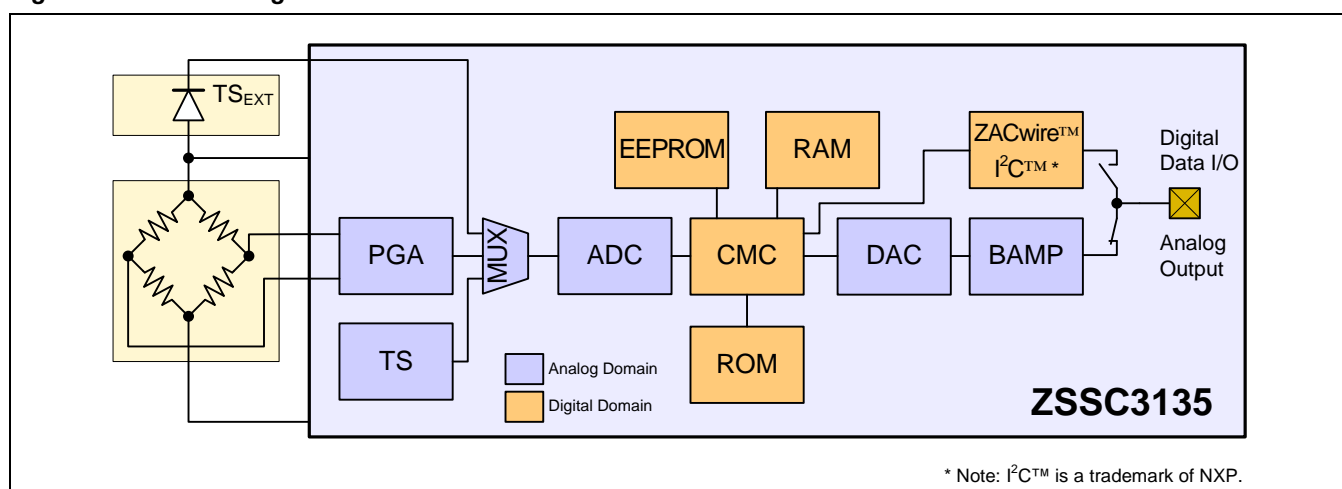 TS_EXT
EEPROM
RAM
ZACwire™
I²C™ *
Digital
Data I/O
PGA
MUX
ADC
CMC
DAC
BAMP
Analog
Output
TS
Analog Domain
Digital Domain
ROM
ZSSC3135
* Note: I²C™ is a trademark of NXP.